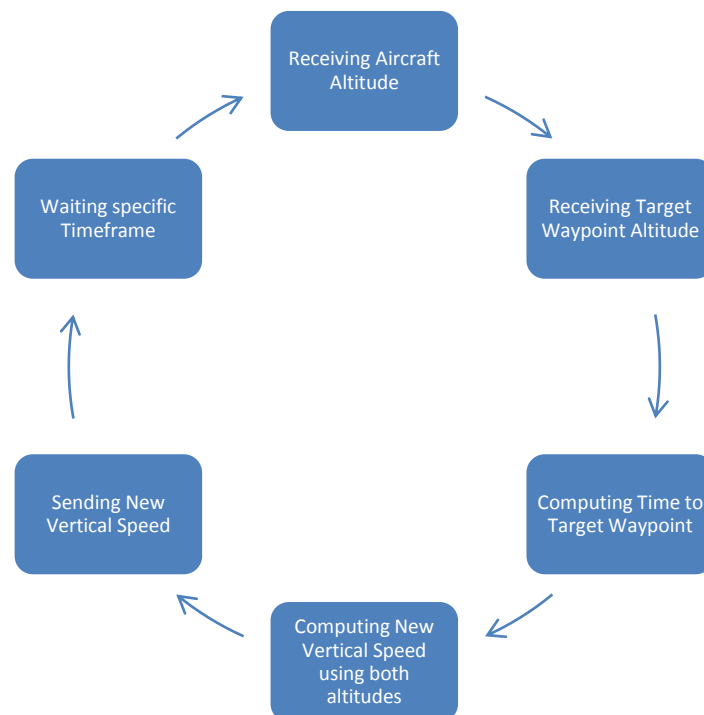 Receiving Aircraft
Altitude
Receiving Target
Waypoint Altitude
Computing Time to
Target Waypoint
Computing New
Vertical Speed
using both
altitudes
Sending New
Vertical Speed
Waiting specific
Timeframe